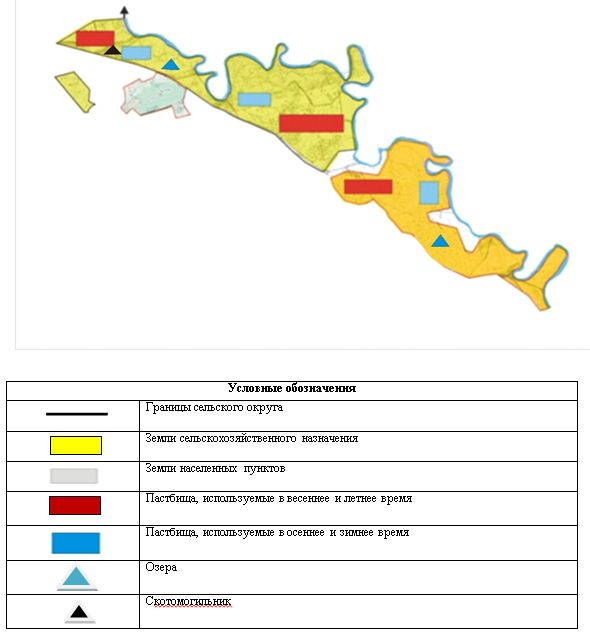 Условные обозначения
Границы сельского округа
Земли сельскохозяйственного назначения
Земли населенных пунктов
Пастбища, используемые в весеннее и летнее время
Пастбища, используемые в осеннее и зимнее время
Озера
Скотомогильник